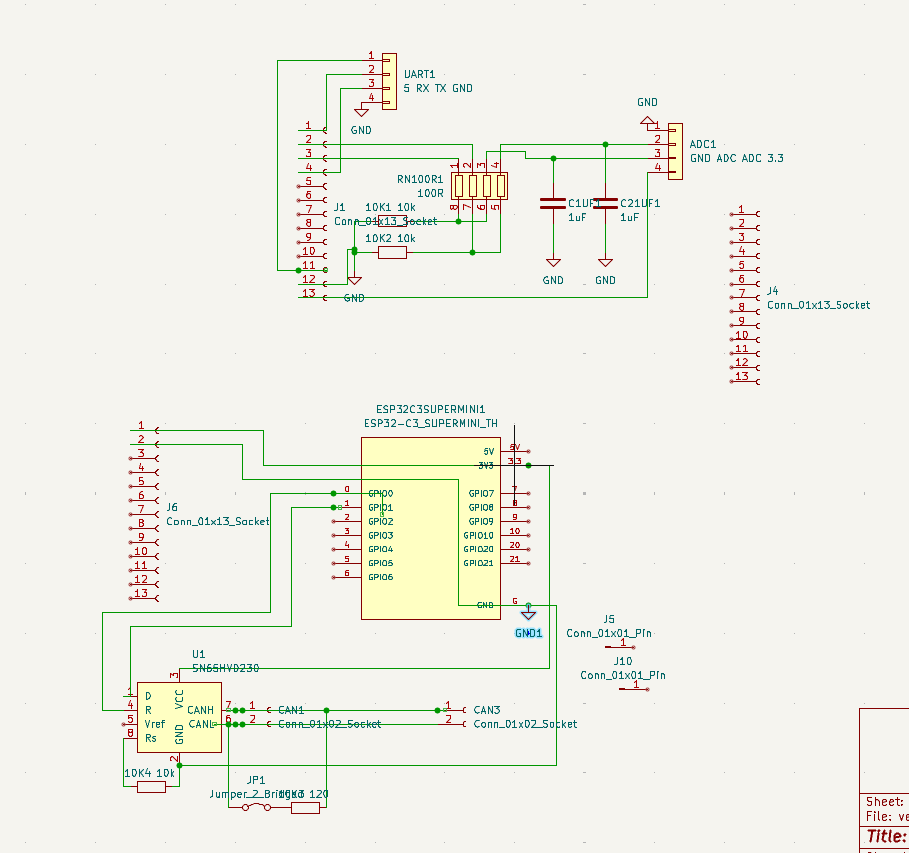 1
2
3
4
UART1
5 RX TX GND
GND
1
2
3
4
5
6
7
8
9
10
11
12
13
J1
Conn_01x13_Socket
RN100R1
100R
1
2
3
4
8
7
6
5
10K1 10k
10K2 10k
GND
GND
1
2
3
4
ADC1
GND ADC ADC 3.3
C1UF1
1uF
C21UF1
1uF
GND
GND
1
2
3
4
5
6
7
8
9
10
11
12
13
J4
Conn_01x13_Socket
ESP32C3SUPERMINI1
ESP32-C3_SUPERMINI_TH
0 GPIO0
1 GPIO1
2 GPIO2
3 GPIO3
4 GPIO4
5 GPIO5
6 GPIO6
5V 5V
3V3 3.3
GPIO7 7
GPIO8 8
GPIO9 9
GPIO10 10
GPIO20 20
GPIO21 21
GND G
GND1
1
2
3
4
5
6
7
8
9
10
11
12
13
J6
Conn_01x13_Socket
J5
Conn_01x01_Pin
1
J10
Conn_01x01_Pin
1
U1
SN65HVD230
3
VCC
1 D
4 R
5 Vref
8 Rs
CANH 7
CANL 6
GND
2
1 CAN1
2 Conn_01x02_Socket
1 CAN3
2 Conn_01x02_Socket
10K4 10k
JP1
Jumper_2_Bridged
120
Sheet:
File: ve
Title: